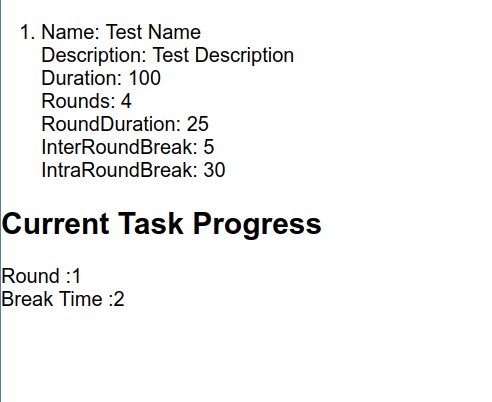 1. Name: Test Name
Description: Test Description
Duration: 100
Rounds: 4
RoundDuration: 25
InterRoundBreak: 5
IntraRoundBreak: 30
Current Task Progress
Round :1
Break Time :2